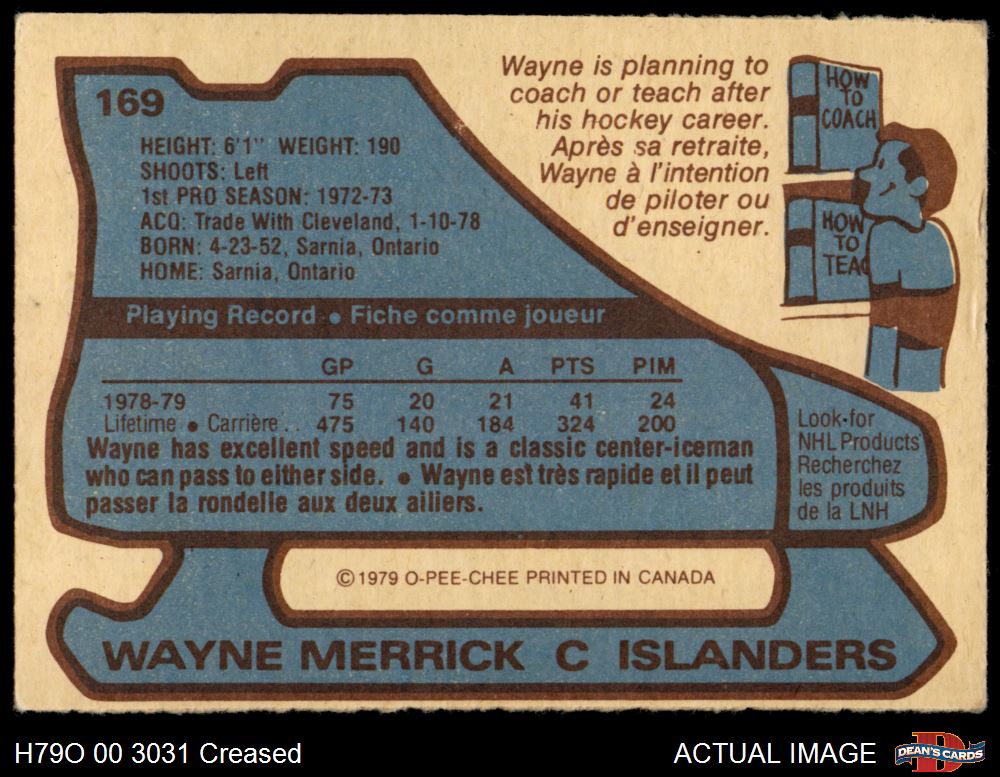 169
HEIGHT: 6'1" WEIGHT: 190
SHOOTS: Left
1st PRO SEASON: 1972-73
ACQ: Trade With Cleveland, 1-10-78
BORN: 4-23-52, Sarnia, Ontario
HOME: Sarnia, Ontario
Wayne is planning to
coach or teach after
his hockey career.
Après sa retraite,
Wayne à l'intention
de piloter ou
d'enseigner.
HOW
TO
COACH
HOW
TO
TEAC
Playing Record • Fiche comme joueur
GP G A PTS PIM
1978-79 75 20 21 41 24
Lifetime • Carrière . . 475 140 184 324 200
Wayne has excellent speed and is a classic center-iceman
who can pass to either side. • Wayne est très rapide et il peut
passer la rondelle aux deux ailiers.
Look for
NHL Products
Recherchez
les produits
de la LNH
© 1979 O-PEE-CHEE PRINTED IN CANADA
WAYNE MERRICK C ISLANDERS
H79O 00 3031 Creased
ACTUAL IMAGE
DEAN'S CARDS